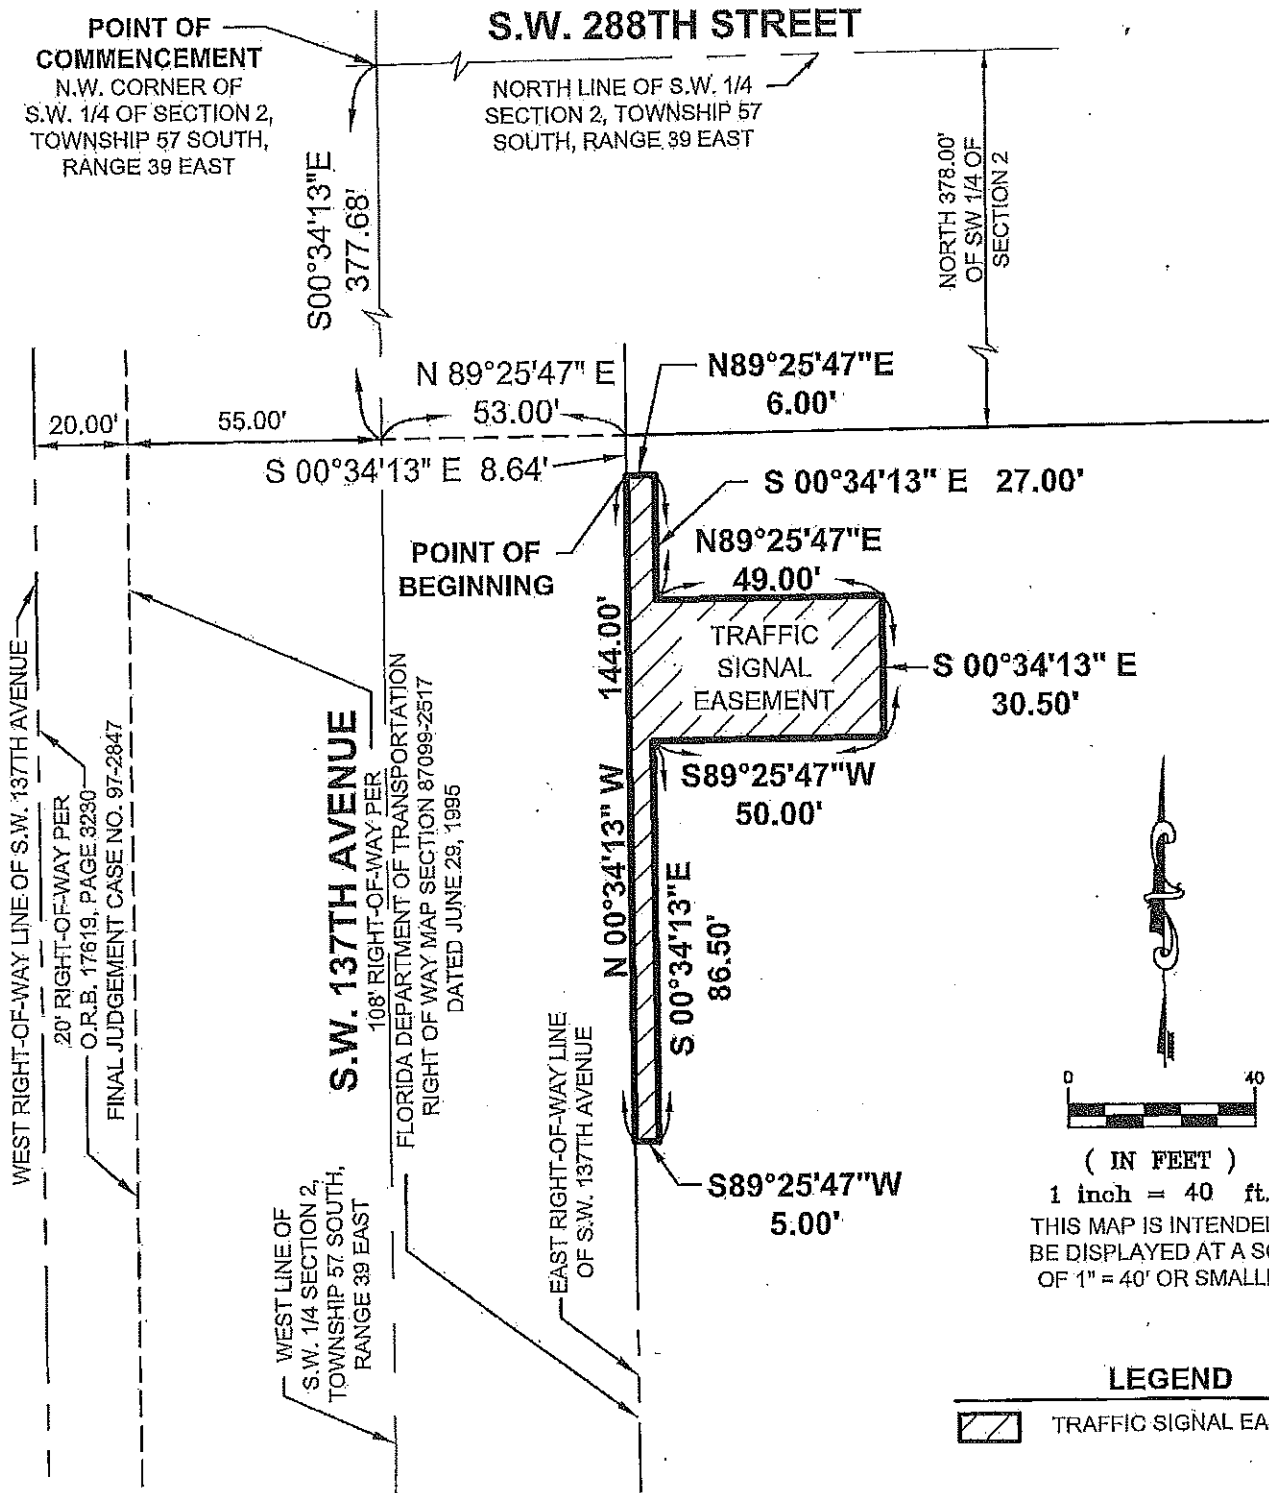 S.W. 288TH STREET
POINT OF
COMMENCEMENT
N.W. CORNER OF
S.W. 1/4 OF SECTION 2,
TOWNSHIP 57 SOUTH,
RANGE 39 EAST
NORTH LINE OF S.W. 1/4
SECTION 2, TOWNSHIP 57
SOUTH, RANGE 39 EAST
S00°34'13"E
377.68'
NORTH 378.00'
OF SW 1/4 OF
SECTION 2
20.00'
55.00'
N 89°25'47" E
53.00'
N89°25'47"E
6.00'
S 00°34'13" E 8.64'
S 00°34'13" E 27.00'
POINT OF
BEGINNING
N89°25'47"E
49.00'
TRAFFIC
SIGNAL
EASEMENT
S 00°34'13" E
30.50'
S89°25'47"W
50.00'
N 00°34'13" W 144.00'
S 00°34'13"E
86.50'
S89°25'47"W
5.00'
WEST RIGHT-OF-WAY LINE OF S.W. 137TH AVENUE
20' RIGHT-OF-WAY PER
O.R.B. 17619, PAGE 3230
FINAL JUDGEMENT CASE NO. 97-2847
S.W. 137TH AVENUE
108' RIGHT-OF-WAY PER
FLORIDA DEPARTMENT OF TRANSPORTATION
RIGHT OF WAY MAP SECTION 87099-2517
DATED JUNE 29, 1995
WEST LINE OF
S.W. 1/4 SECTION 2,
TOWNSHIP 57 SOUTH,
RANGE 39 EAST
EAST RIGHT-OF-WAY LINE
OF S.W. 137TH AVENUE
0 40
( IN FEET )
1 inch = 40 ft.
THIS MAP IS INTENDE
BE DISPLAYED AT A SC
OF 1" = 40' OR SMALL
LEGEND
TRAFFIC SIGNAL EA